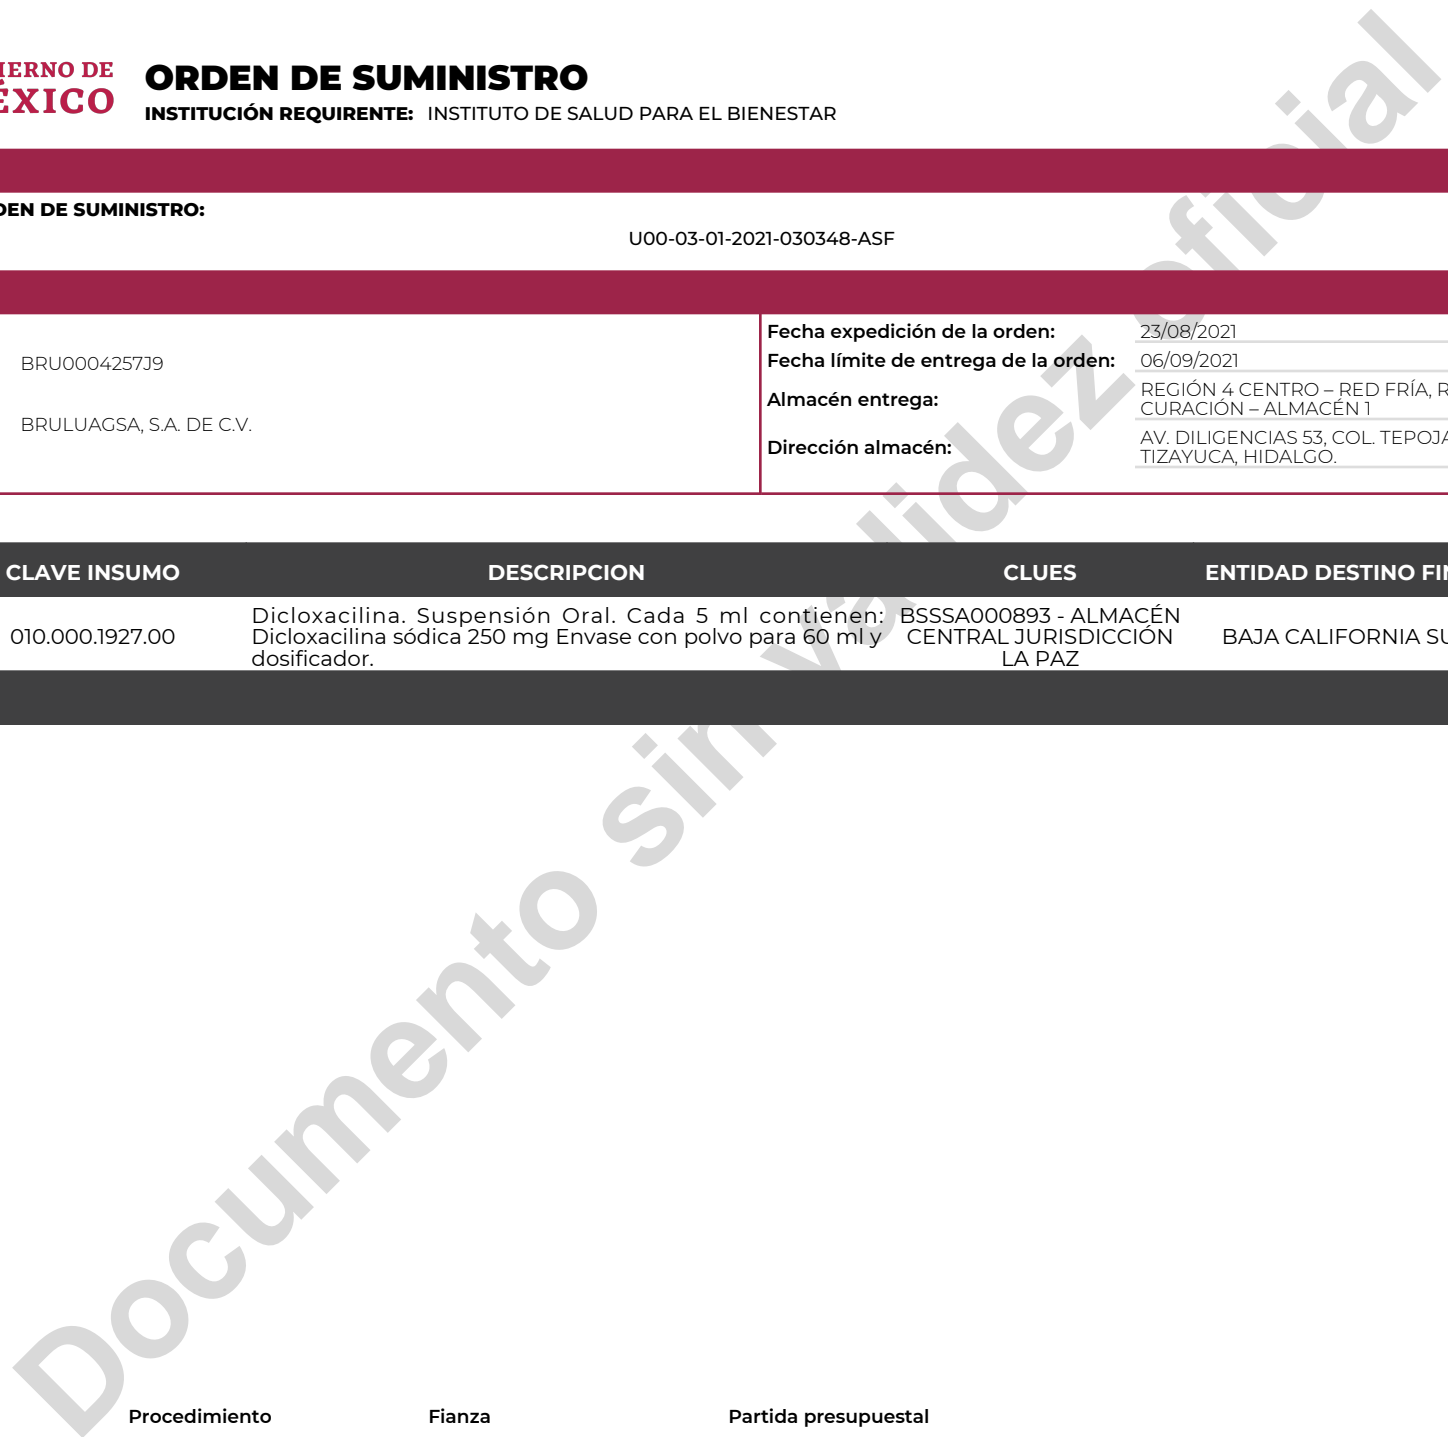 IERNO DE
ÉXICO
ORDEN DE SUMINISTRO
INSTITUCIÓN REQUIRENTE: INSTITUTO DE SALUD PARA EL BIENESTAR
DEN DE SUMINISTRO:
U00-03-01-2021-030348-ASF
BRU0004257J9
BRULUAGSA, S.A. DE C.V.
Fecha expedición de la orden: 23/08/2021
Fecha límite de entrega de la orden: 06/09/2021
Almacén entrega: REGIÓN 4 CENTRO – RED FRÍA, R
CURACIÓN – ALMACÉN 1
Dirección almacén: AV. DILIGENCIAS 53, COL. TEPOJA
TIZAYUCA, HIDALGO.
CLAVE INSUMO DESCRIPCION CLUES ENTIDAD DESTINO FIN
010.000.1927.00
Dicloxacilina. Suspensión Oral. Cada 5 ml contienen:
Dicloxacilina sódica 250 mg Envase con polvo para 60 ml y
dosificador.
BSSSA000893 - ALMACÉN
CENTRAL JURISDICCIÓN
LA PAZ
BAJA CALIFORNIA SU
Documento sin validez oficial
Procedimiento Fianza Partida presupuestal